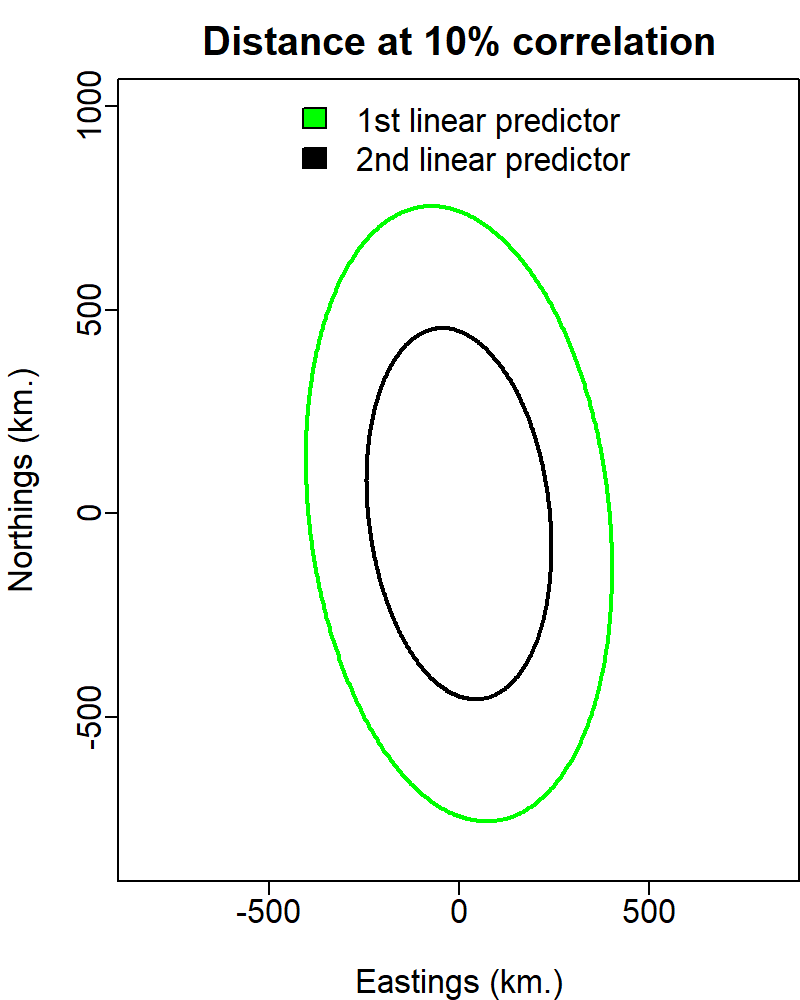 Distance at 10% correlation
1st linear predictor
2nd linear predictor
1000
500
0
-500
Northings (km.)
-500 0 500
Eastings (km.)